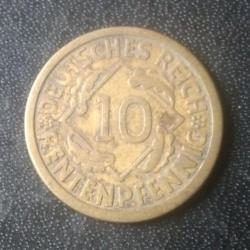 DEUTSCHES REICH
10
RENTENPFENNIG